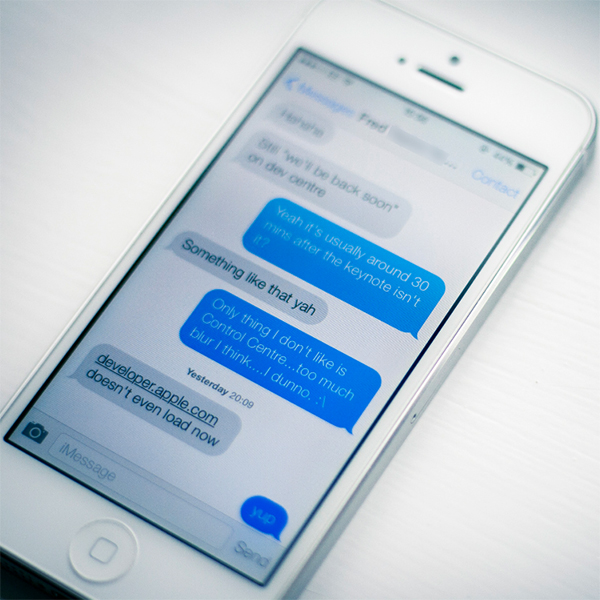 Messages Fred
Contact
Hehehe
Still "we'll be back soon"
on dev centre
Yeah it's usually around 30
mins after the keynote isn't
it?
Something like that yah
Only thing I don't like is
Control Centre....too much
blur I think....I dunno. :\
Yesterday 20:09
developer.apple.com
doesn't even load now
yup
iMessage
Send